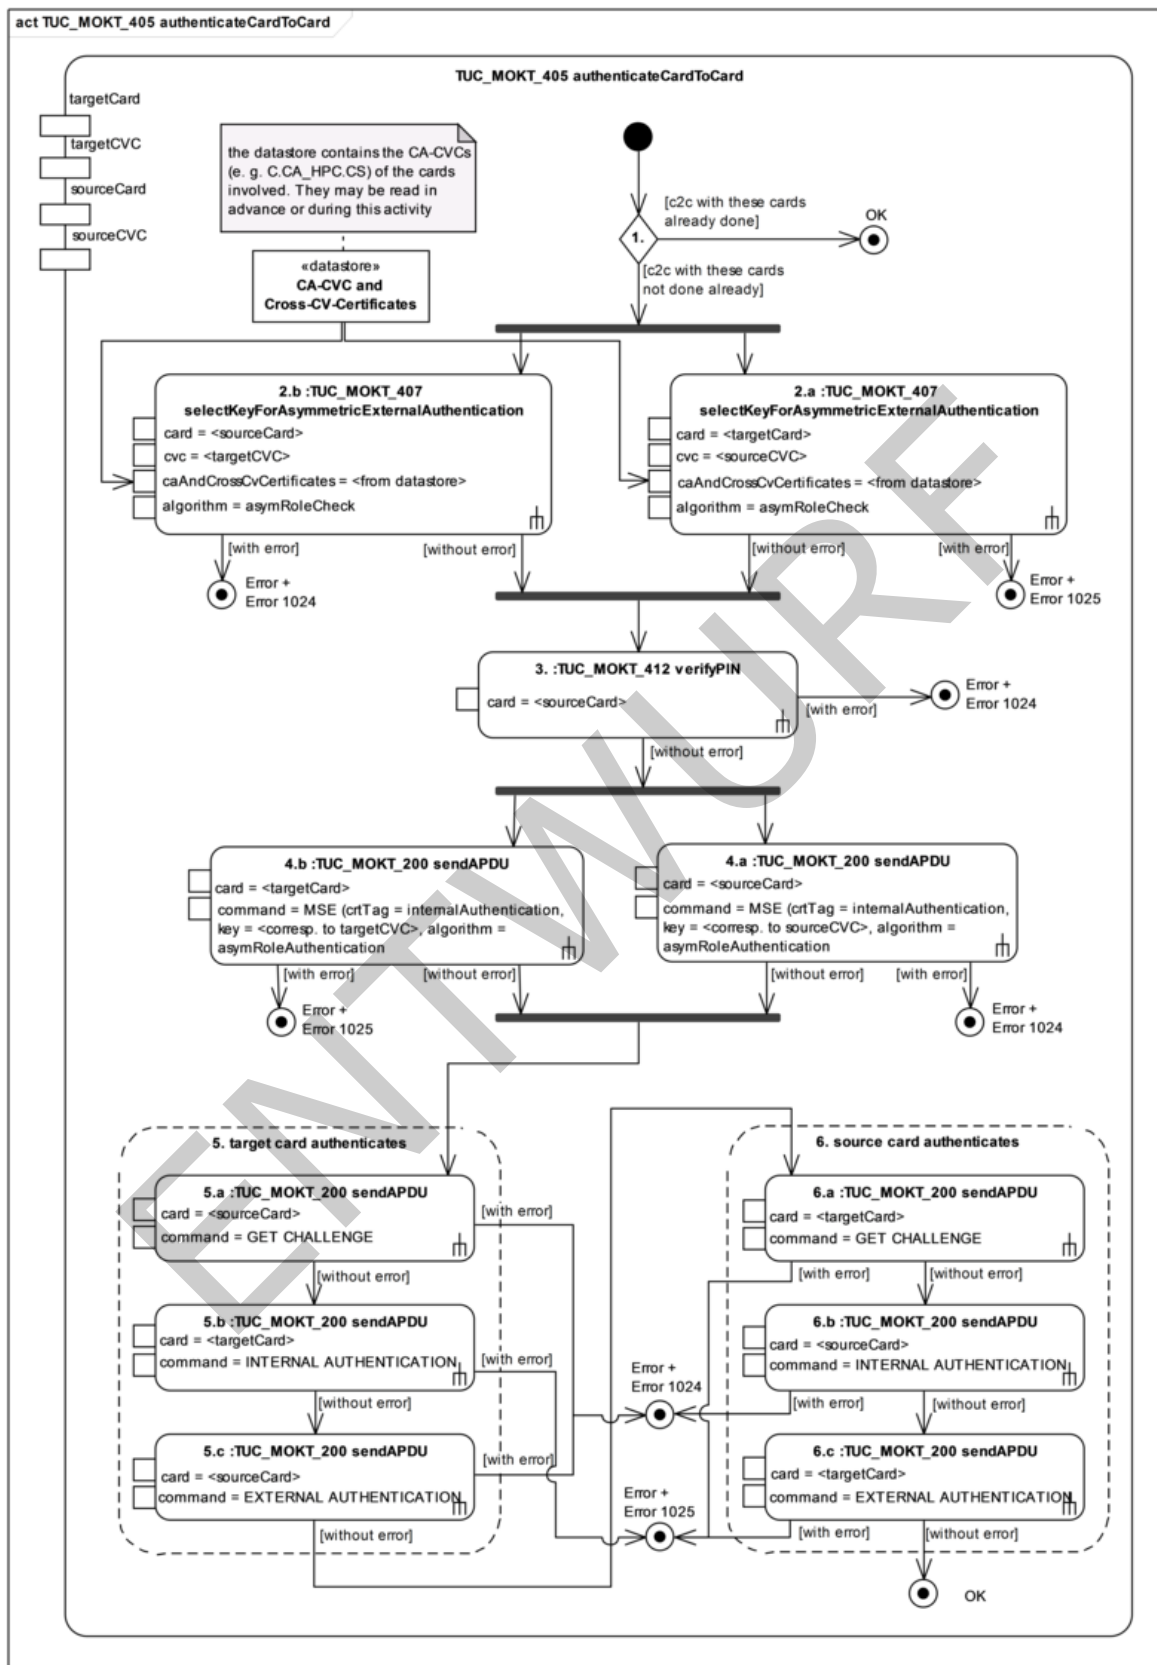 act TUC_MOKT_405 authenticateCardToCard
TUC_MOKT_405 authenticateCardToCard
targetCard
targetCVC
sourceCard
sourceCVC
the datastore contains the CA-CVCs
(e. g. C.CA_HPC.CS) of the cards
involved. They may be read in
advance or during this activity
«datastore»
CA-CVC and
Cross-CV-Certificates
[c2c with these cards
already done]
OK
1.
[c2c with these cards
not done already]
2.b :TUC_MOKT_407
selectKeyForAsymmetricExternalAuthentication
card = <sourceCard>
cvc = <targetCVC>
caAndCrossCvCertificates = <from datastore>
algorithm = asymRoleCheck
2.a :TUC_MOKT_407
selectKeyForAsymmetricExternalAuthentication
card = <targetCard>
cvc = <sourceCVC>
caAndCrossCvCertificates = <from datastore>
algorithm = asymRoleCheck
[with error]
[without error]
[without error]
[with error]
Error +
Error 1024
Error +
Error 1025
3. :TUC_MOKT_412 verifyPIN
card = <sourceCard>
[with error]
Error +
Error 1024
[without error]
4.b :TUC_MOKT_200 sendAPDU
card = <targetCard>
command = MSE (crtTag = internalAuthentication,
key = <corresp. to targetCVC>, algorithm =
asymRoleAuthentication
4.a :TUC_MOKT_200 sendAPDU
card = <sourceCard>
command = MSE (crtTag = internalAuthentication,
key = <corresp. to sourceCVC>, algorithm =
asymRoleAuthentication
[with error]
[without error]
[without error]
[with error]
Error +
Error 1025
Error +
Error 1024
5. target card authenticates
5.a :TUC_MOKT_200 sendAPDU
card = <sourceCard>
command = GET CHALLENGE
[with error]
[without error]
5.b :TUC_MOKT_200 sendAPDU
card = <targetCard>
command = INTERNAL AUTHENTICATION
[with error]
[without error]
5.c :TUC_MOKT_200 sendAPDU
card = <sourceCard>
command = EXTERNAL AUTHENTICATION
[with error]
[without error]
Error +
Error 1024
Error +
Error 1025
6. source card authenticates
6.a :TUC_MOKT_200 sendAPDU
card = <targetCard>
command = GET CHALLENGE
[with error]
[without error]
6.b :TUC_MOKT_200 sendAPDU
card = <sourceCard>
command = INTERNAL AUTHENTICATION
[with error]
[without error]
6.c :TUC_MOKT_200 sendAPDU
card = <targetCard>
command = EXTERNAL AUTHENTICATION
[with error]
[without error]
OK
ENTWURF